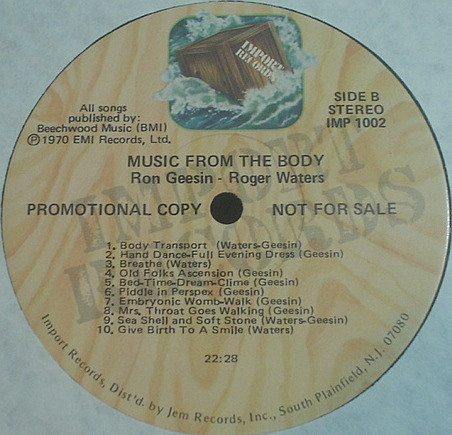 IMPORT
RECORDS
All songs
published by:
Beechwood Music (BMI)
℗1970 EMI Records, Ltd.
SIDE B
STEREO
IMP 1002
MUSIC FROM THE BODY
Ron Geesin - Roger Waters
IMPORT
RECORDS
PROMOTIONAL COPY
NOT FOR SALE
1. Body Transport (Waters-Geesin)
2. Hand Dance-Full Evening Dress (Geesin)
3. Breathe (Waters)
4. Old Folks Ascension (Geesin)
5. Bed-Time-Dream-Clime (Geesin)
6. Piddle in Perspex (Geesin)
7. Embryonic Womb-Walk (Geesin)
8. Mrs. Throat Goes Walking (Geesin)
9. Sea Shell and Soft Stone (Waters-Geesin)
10. Give Birth To A Smile (Waters)
22:28
Import Records, Dist'd. by Jem Records, Inc., South Plainfield, N.J. 07080